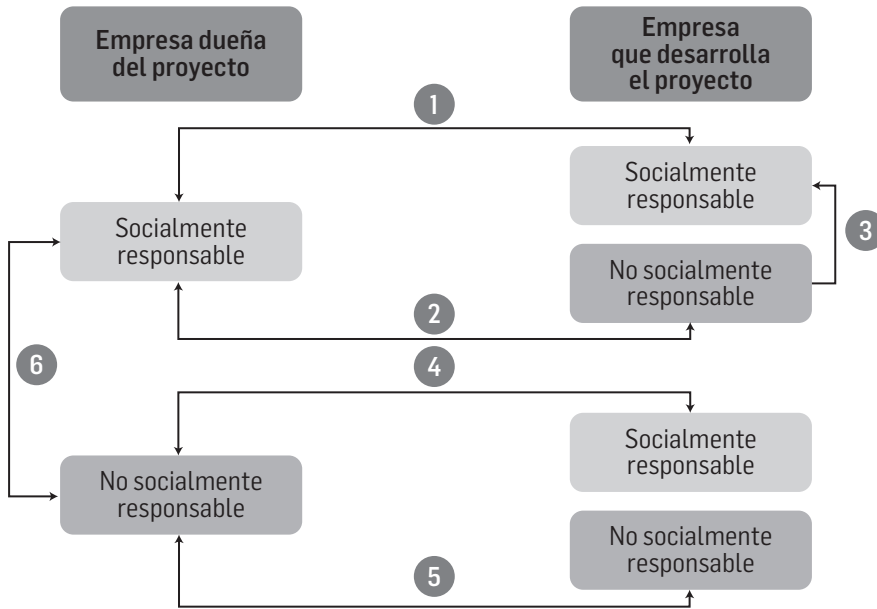 Empresa dueña
del proyecto
Empresa
que desarrolla
el proyecto
1
Socialmente
responsable
Socialmente
responsable
3
No socialmente
responsable
2
6
4
Socialmente
responsable
No socialmente
responsable
No socialmente
responsable
5